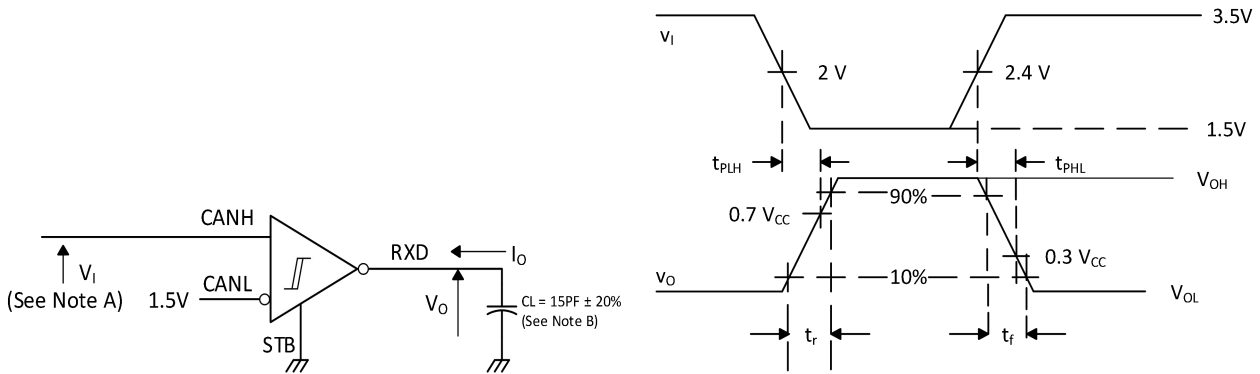 CANH
V_I
(See Note A)
CANL
1.5V
STB
RXD
I_O
V_O
CL = 15PF ± 20%
(See Note B)
v_I
3.5V
2 V
2.4 V
1.5V
t_PLH
t_PHL
V_OH
90%
0.7 V_CC
0.3 V_CC
v_O
10%
V_OL
t_r
t_f